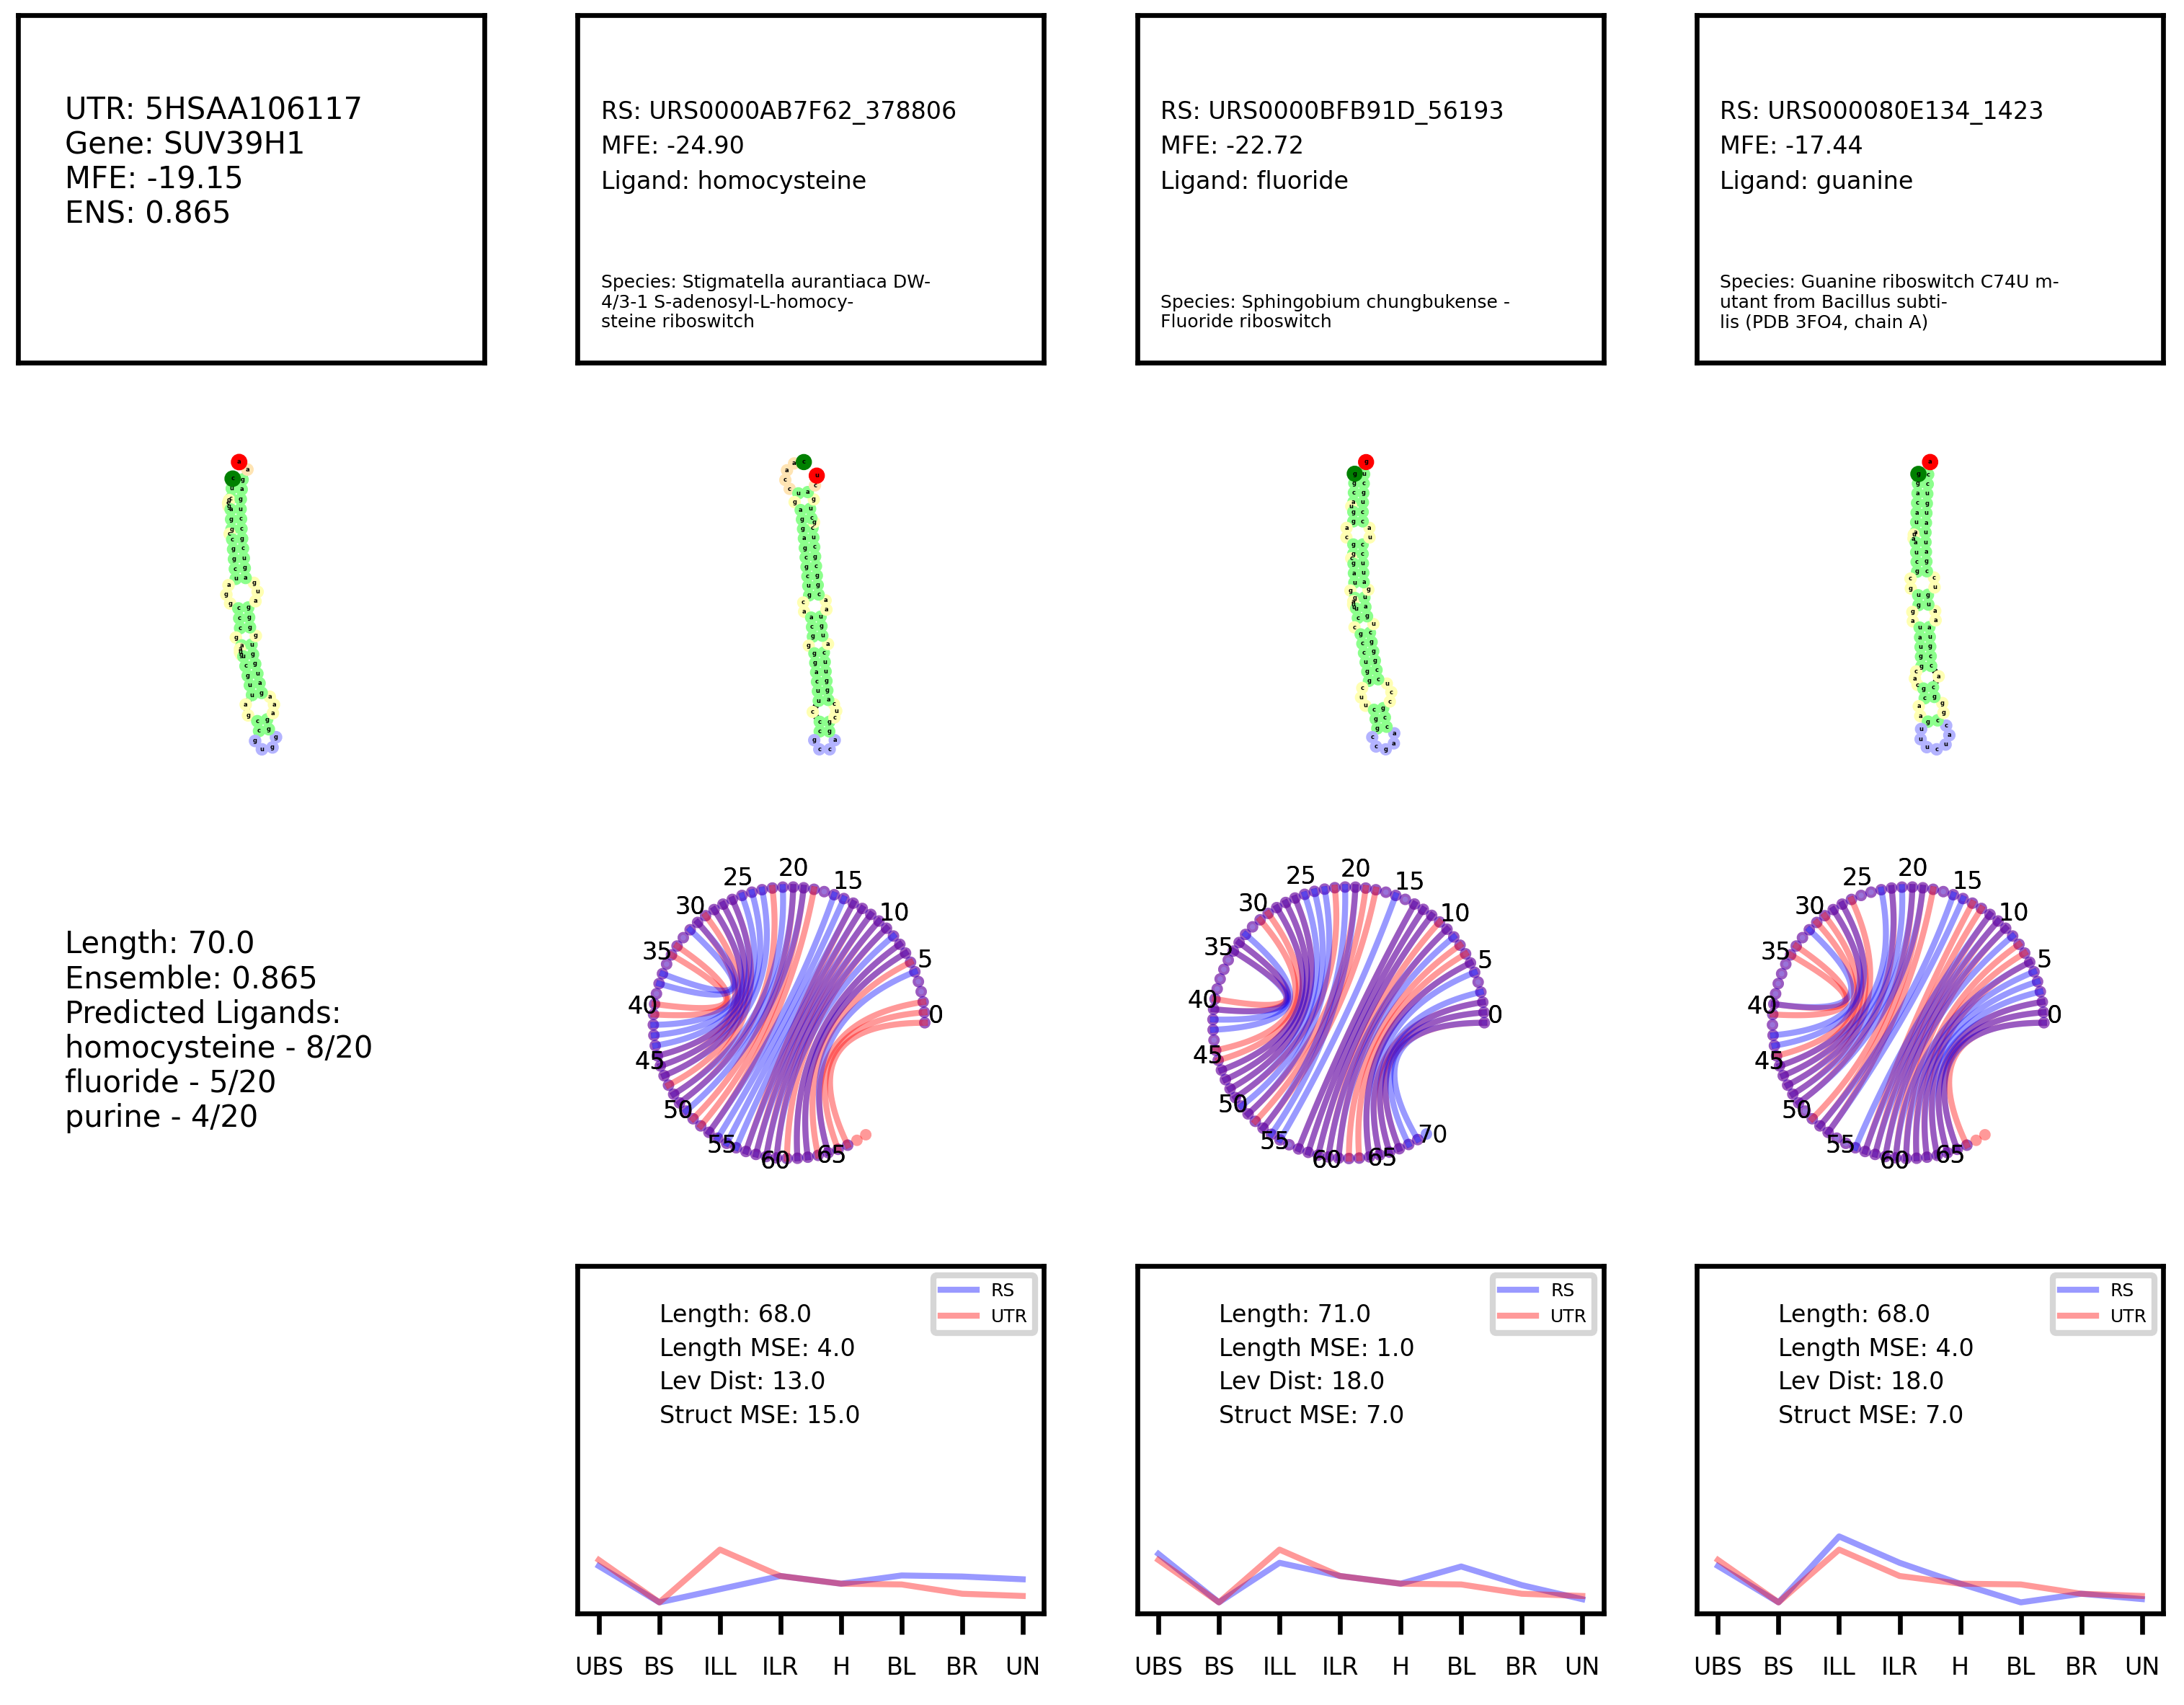 UTR: 5HSAA106117
Gene: SUV39H1
MFE: -19.15
ENS: 0.865
RS: URS0000AB7F62_378806
MFE: -24.90
Ligand: homocysteine
Species: Stigmatella aurantiaca DW-
4/3-1 S-adenosyl-L-homocy-
steine riboswitch
RS: URS0000BFB91D_56193
MFE: -22.72
Ligand: fluoride
Species: Sphingobium chungbukense -
Fluoride riboswitch
RS: URS000080E134_1423
MFE: -17.44
Ligand: guanine
Species: Guanine riboswitch C74U m-
utant from Bacillus subti-
lis (PDB 3FO4, chain A)
Length: 70.0
Ensemble: 0.865
Predicted Ligands:
homocysteine - 8/20
fluoride - 5/20
purine - 4/20
0
5
10
15
20
25
30
35
40
45
50
55
60
65
0
5
10
15
20
25
30
35
40
45
50
55
60
65
70
0
5
10
15
20
25
30
35
40
45
50
55
60
65
RS
UTR
Length: 68.0
Length MSE: 4.0
Lev Dist: 13.0
Struct MSE: 15.0
UBS BS ILL ILR H BL BR UN
RS
UTR
Length: 71.0
Length MSE: 1.0
Lev Dist: 18.0
Struct MSE: 7.0
UBS BS ILL ILR H BL BR UN
RS
UTR
Length: 68.0
Length MSE: 4.0
Lev Dist: 18.0
Struct MSE: 7.0
UBS BS ILL ILR H BL BR UN